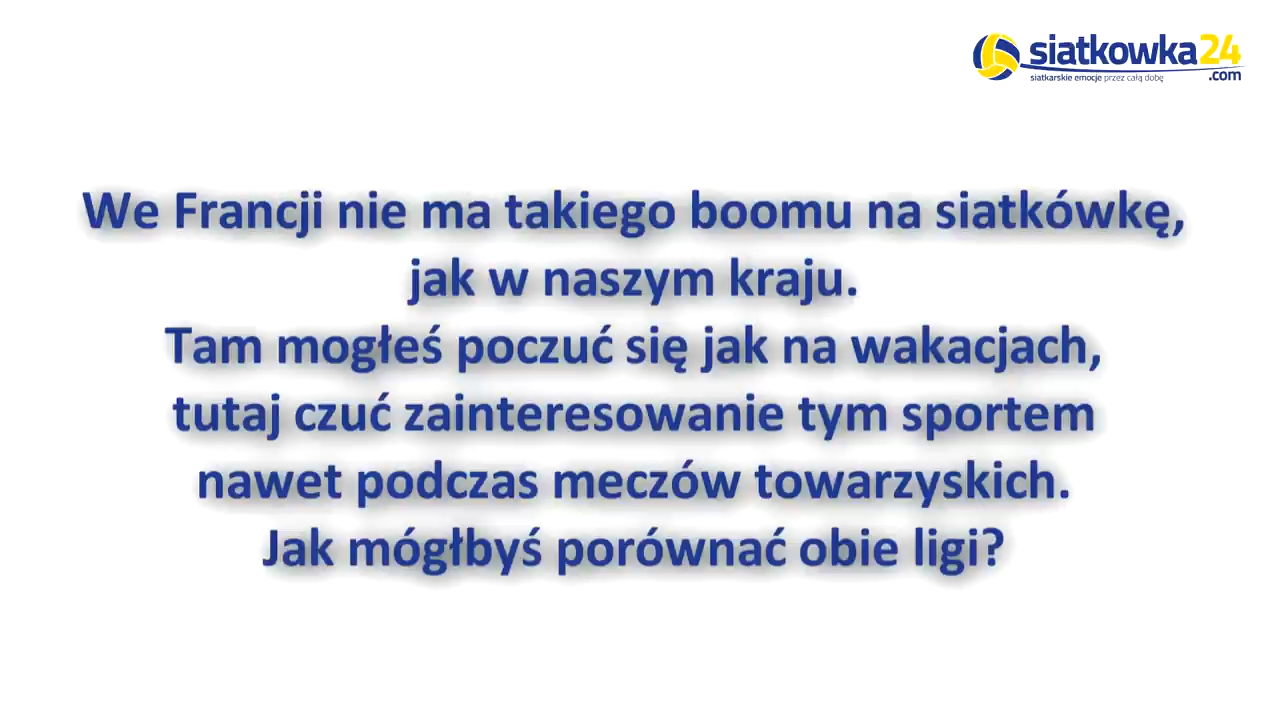 siatkowka24
.com
siatkarskie emocje przez całą dobę
We Francji nie ma takiego boomu na siatkówkę,
jak w naszym kraju.
Tam mogłeś poczuć się jak na wakacjach,
tutaj czuć zainteresowanie tym sportem
nawet podczas meczów towarzyskich.
Jak mógłbyś porównać obie ligi?